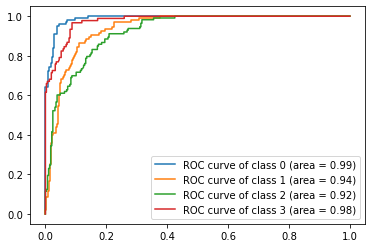 1.0
0.8
0.6
0.4
0.2
0.0
ROC curve of class 0 (area = 0.99)
ROC curve of class 1 (area = 0.94)
ROC curve of class 2 (area = 0.92)
ROC curve of class 3 (area = 0.98)
0.0 0.2 0.4 0.6 0.8 1.0